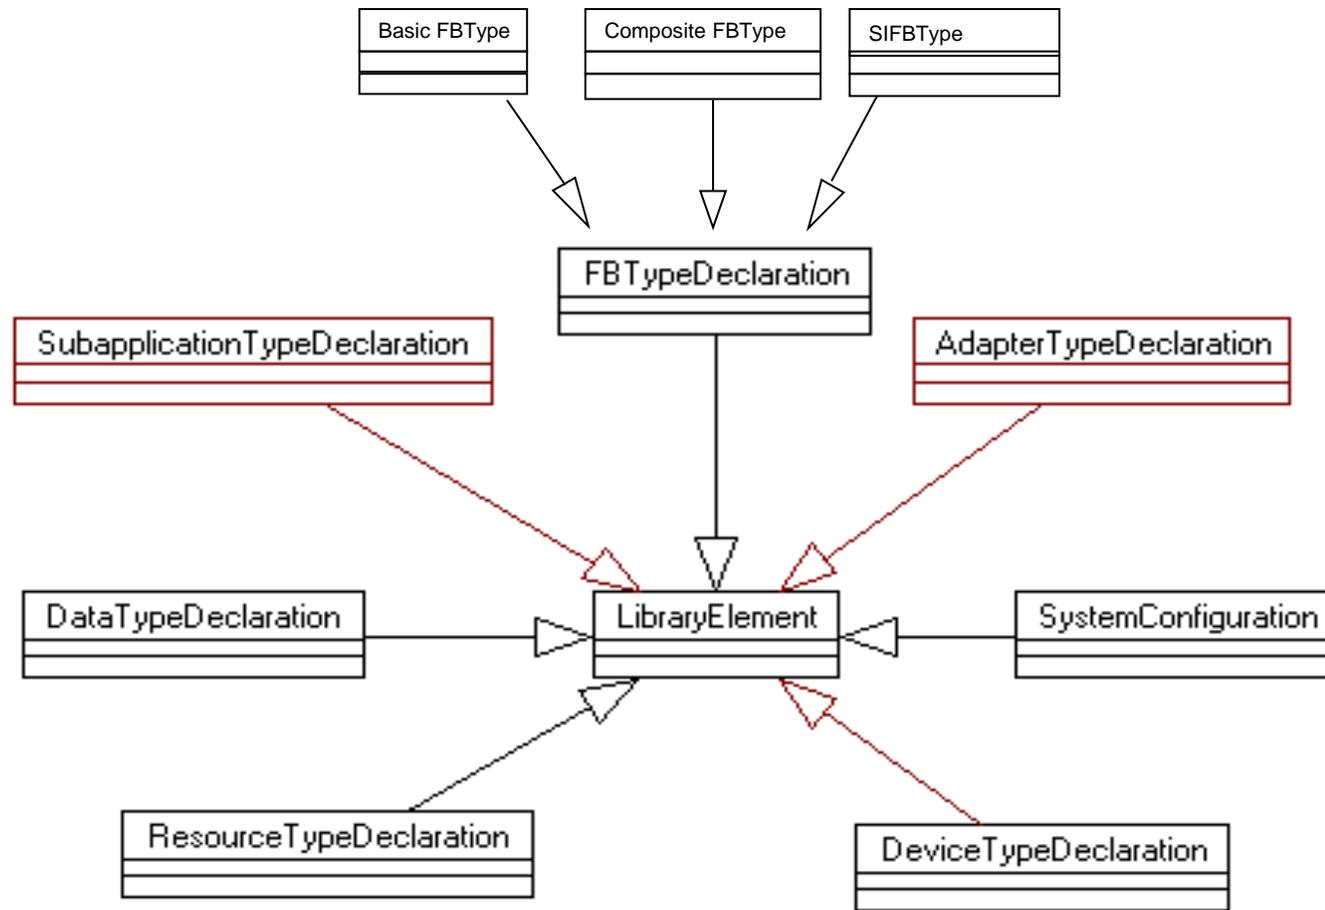 Basic FBType
Composite FBType
SIFBType
FBTypeDeclaration
SubapplicationTypeDeclaration
AdapterTypeDeclaration
DataTypeDeclaration
LibraryElement
SystemConfiguration
ResourceTypeDeclaration
DeviceTypeDeclaration